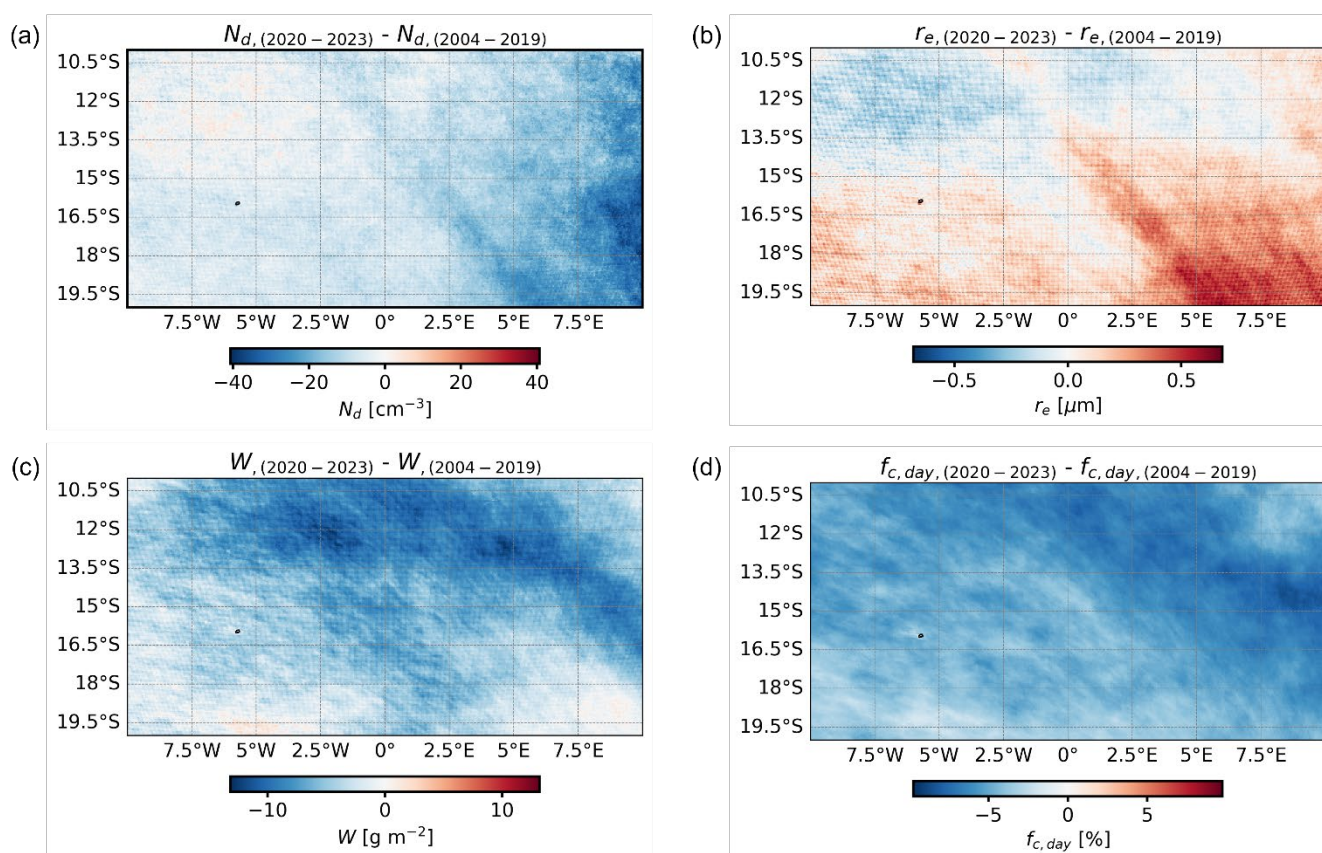 (a)
N_d, (2020 − 2023) - N_d, (2004 − 2019)
10.5°S
12°S
13.5°S
15°S
16.5°S
18°S
19.5°S
7.5°W 5°W 2.5°W 0° 2.5°E 5°E 7.5°E
−40 −20 0 20 40
N_d [cm⁻³]
(b)
r_e, (2020 − 2023) - r_e, (2004 − 2019)
10.5°S
12°S
13.5°S
15°S
16.5°S
18°S
19.5°S
7.5°W 5°W 2.5°W 0° 2.5°E 5°E 7.5°E
−0.5 0.0 0.5
r_e [μm]
(c)
W, (2020 − 2023) - W, (2004 − 2019)
10.5°S
12°S
13.5°S
15°S
16.5°S
18°S
19.5°S
7.5°W 5°W 2.5°W 0° 2.5°E 5°E 7.5°E
−10 0 10
W [g m⁻²]
(d)
f_c, day, (2020 − 2023) - f_c, day, (2004 − 2019)
10.5°S
12°S
13.5°S
15°S
16.5°S
18°S
19.5°S
7.5°W 5°W 2.5°W 0° 2.5°E 5°E 7.5°E
−5 0 5
f_c, day [%]